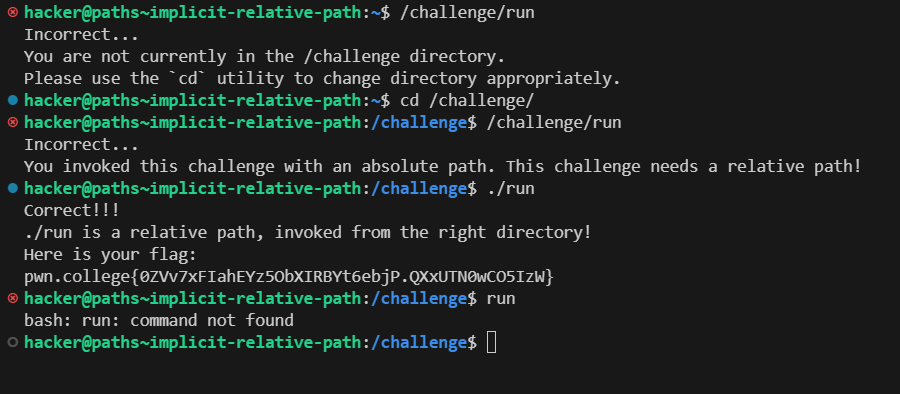 hacker@paths~implicit-relative-path:~$ /challenge/run
Incorrect...
You are not currently in the /challenge directory.
Please use the `cd` utility to change directory appropriately.
hacker@paths~implicit-relative-path:~$ cd /challenge/
hacker@paths~implicit-relative-path:/challenge$ /challenge/run
Incorrect...
You invoked this challenge with an absolute path. This challenge needs a relative path!
hacker@paths~implicit-relative-path:/challenge$ ./run
Correct!!!
./run is a relative path, invoked from the right directory!
Here is your flag:
pwn.college{0ZVv7xFIahEYz5ObXIRBYt6ebjP.QXxUTN0wCO5IzW}
hacker@paths~implicit-relative-path:/challenge$ run
bash: run: command not found
hacker@paths~implicit-relative-path:/challenge$